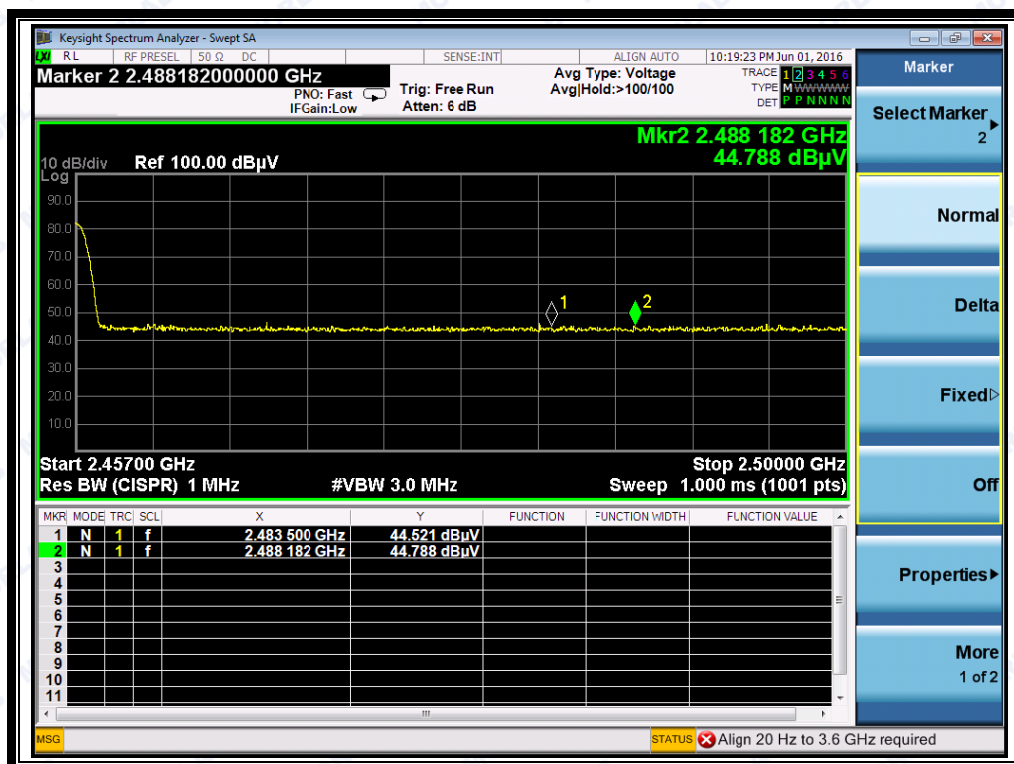 Keysight Spectrum Analyzer - Swept SA
LXI RL RF PRESEL 50 Ω DC SENSE:INT ALIGN AUTO 10:19:23 PM Jun 01, 2016
Marker 2 2.488182000000 GHz
PNO: Fast
IFGain:Low
Trig: Free Run
Atten: 6 dB
Avg Type: Voltage
Avg|Hold:>100/100
TRACE 1 2 3 4 5 6
TYPE M WWWWW
DET P P N N N N
Mkr2 2.488 182 GHz
44.788 dBµV
10 dB/div Ref 100.00 dBµV
Log
90.0
80.0
70.0
60.0
50.0
40.0
30.0
20.0
10.0
1
2
Start 2.45700 GHz Stop 2.50000 GHz
Res BW (CISPR) 1 MHz #VBW 3.0 MHz Sweep 1.000 ms (1001 pts)
MKR MODE TRC SCL X Y FUNCTION FUNCTION WIDTH FUNCTION VALUE
1 N 1 f 2.483 500 GHz 44.521 dBµV
2 N 1 f 2.488 182 GHz 44.788 dBµV
3
4
5
6
7
8
9
10
11
MSG STATUS Align 20 Hz to 3.6 GHz required
Marker
Select Marker
2
Normal
Delta
Fixed
Off
Properties
More
1 of 2